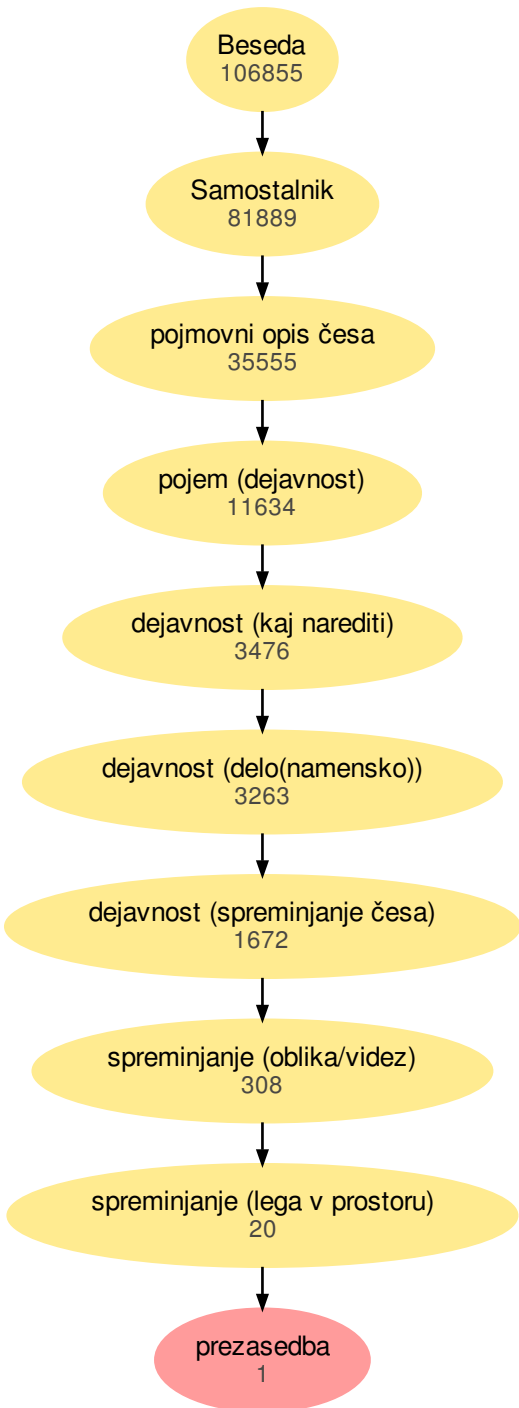 Beseda
106855
Samostalnik
81889
pojmovni opis česa
35555
pojem (dejavnost)
11634
dejavnost (kaj narediti)
3476
dejavnost (delo(namensko))
3263
dejavnost (spreminjanje česa)
1672
spreminjanje (oblika/videz)
308
spreminjanje (lega v prostoru)
20
prezasedba
1